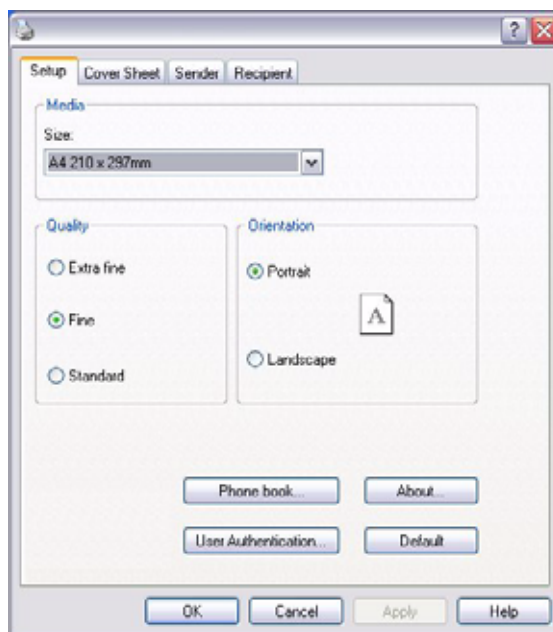 Setup Cover Sheet Sender Recipient
Media
Size:
A4 210 x 297mm
Quality
Extra fine
Fine
Standard
Orientation
Portrait
A
Landscape
Phone book... About...
User Authentication... Default
OK Cancel Apply Help